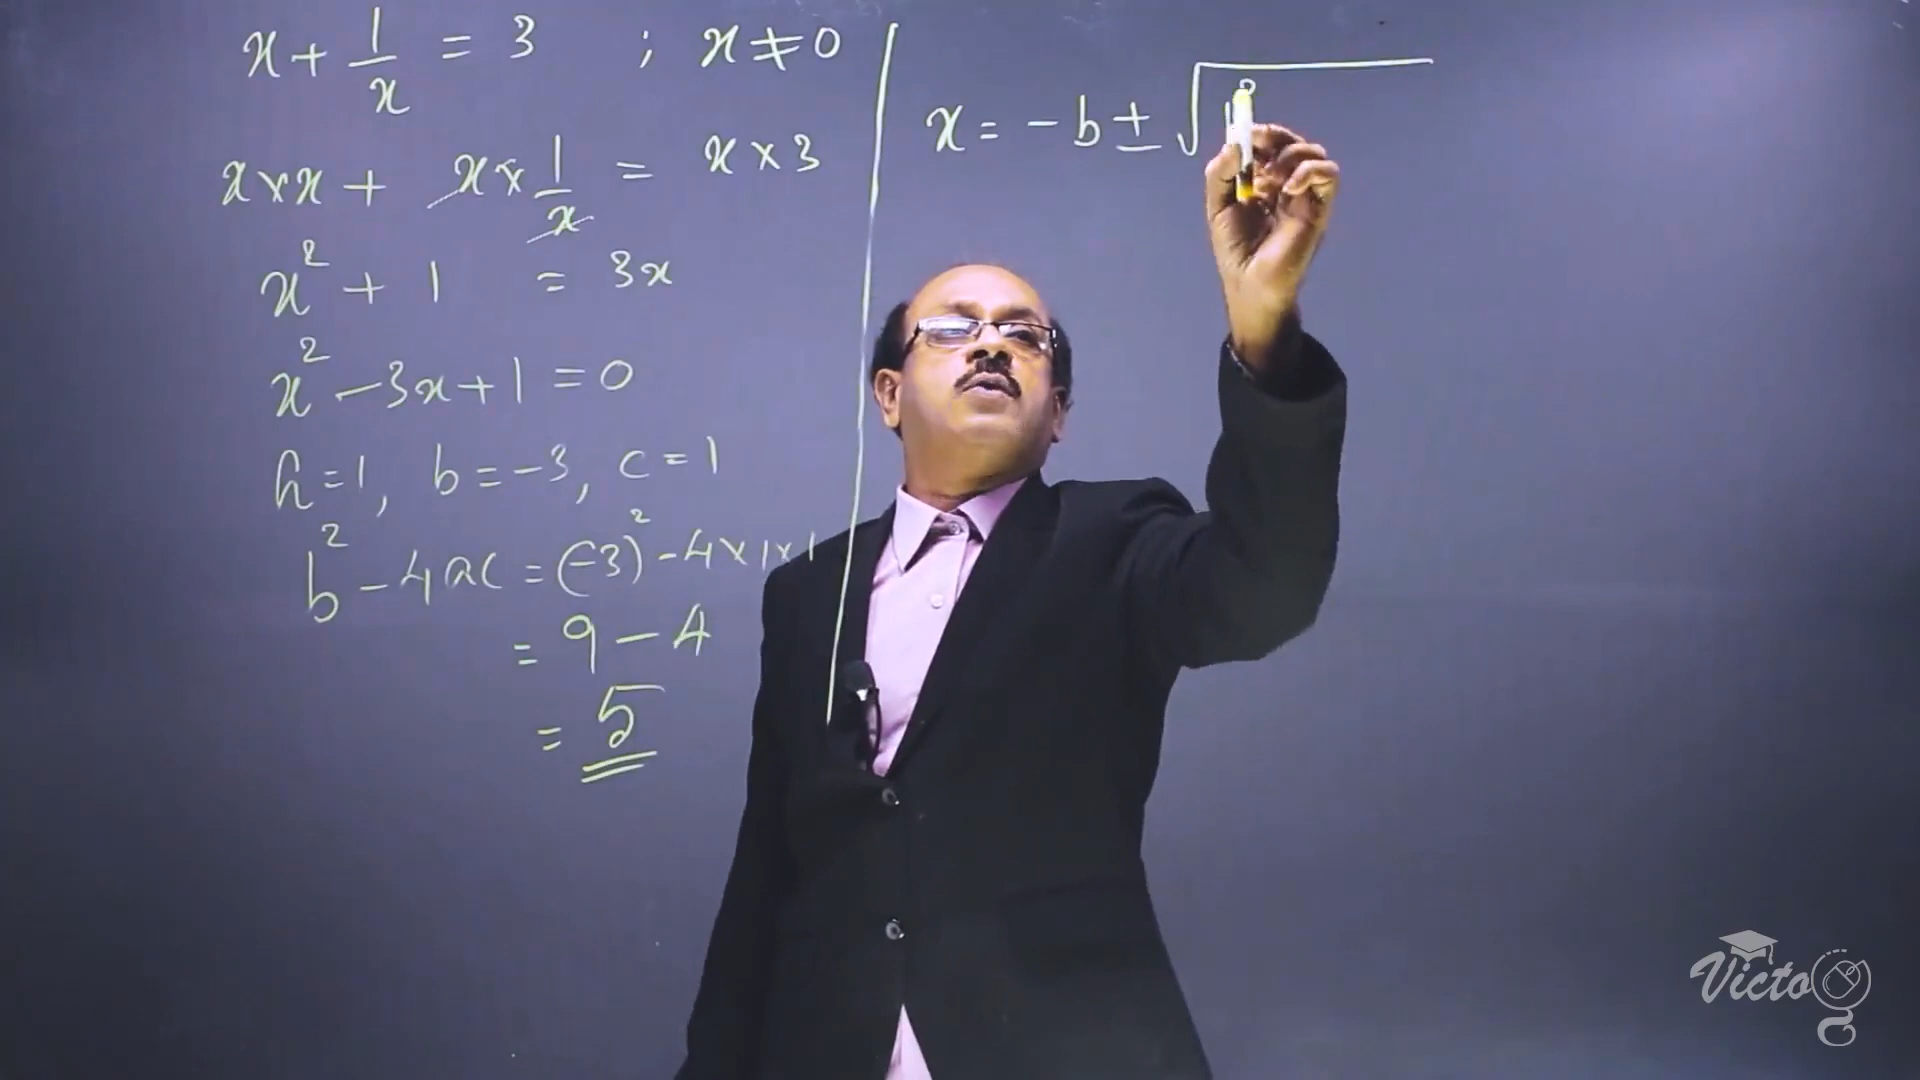 x + 1/x = 3 ; x ≠ 0
x × x + x × 1/x = x × 3
x² + 1 = 3x
x² - 3x + 1 = 0
a = 1, b = -3, c = 1
b² - 4ac = (-3)² - 4 × 1 × 1
= 9 - 4
= 5
x = -b ± √
Victo